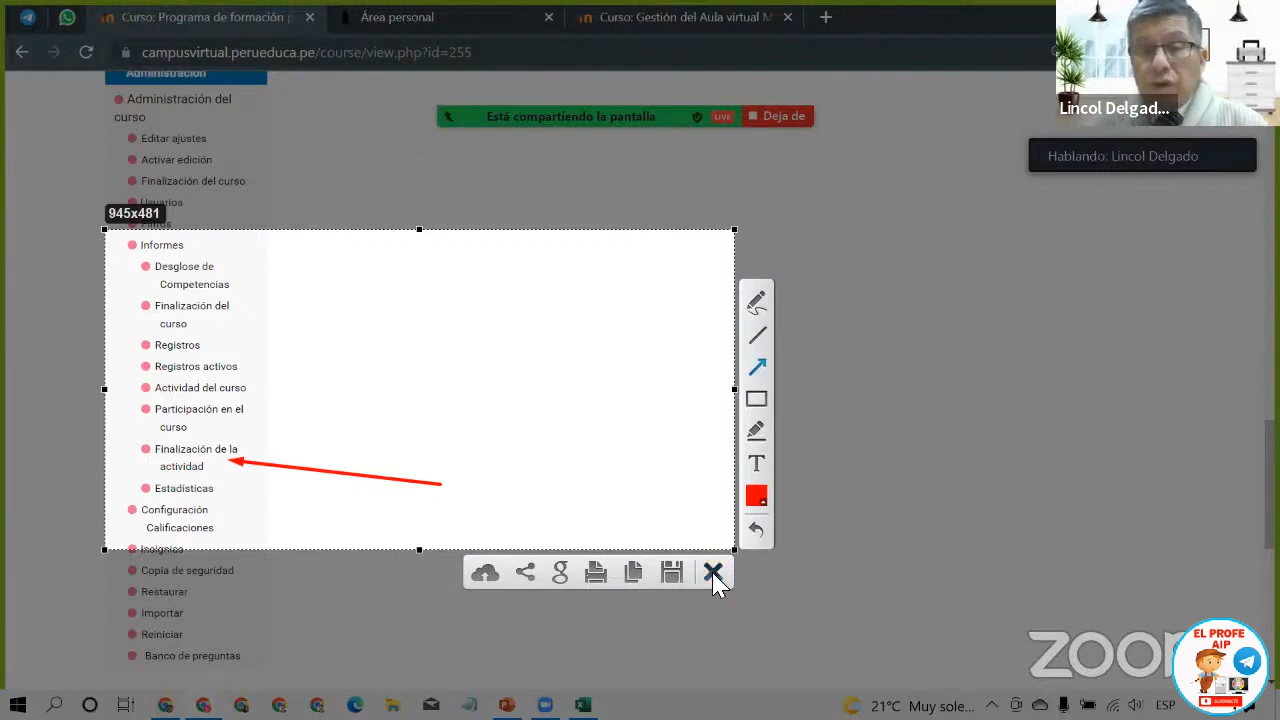 Curso: Programa de formación p
Área personal
Curso: Gestión del Aula virtual M
campusvirtual.perueduca.pe/course/view.php?id=255
Administración
Administración del
curso
Editar ajustes
Activar edición
Finalización del curso
Usuarios
Filtros
Informes
Desglose de
Competencias
Finalización del
curso
Registros
Registros activos
Actividad del curso
Participación en el
curso
Finalización de la
actividad
Estadísticas
Configuración
Calificaciones
Insignias
Copia de seguridad
Restaurar
Importar
Reiniciar
Banco de preguntas
945x481
Está compartiendo la pantalla
LIVE
Deja de
Lincol Delgad...
Hablando: Lincol Delgado
T
g
zoom
EL PROFE
AIP
SUSCRIBETE
21°C Muy sole
ESP